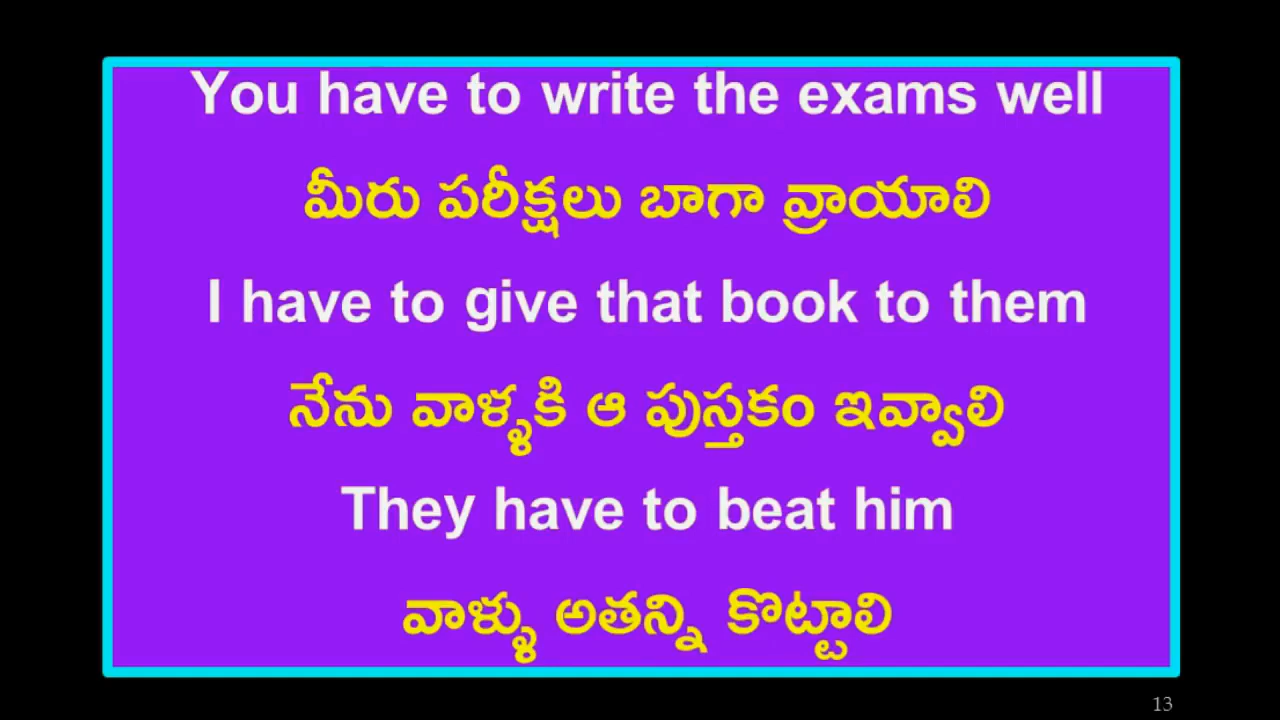 You have to write the exams well
మీరు పరీక్షలు బాగా వ్రాయాలి
I have to give that book to them
నేను వాళ్ళకి ఆ పుస్తకం ఇవ్వాలి
They have to beat him
వాళ్ళు అతన్ని కొట్టాలి
13